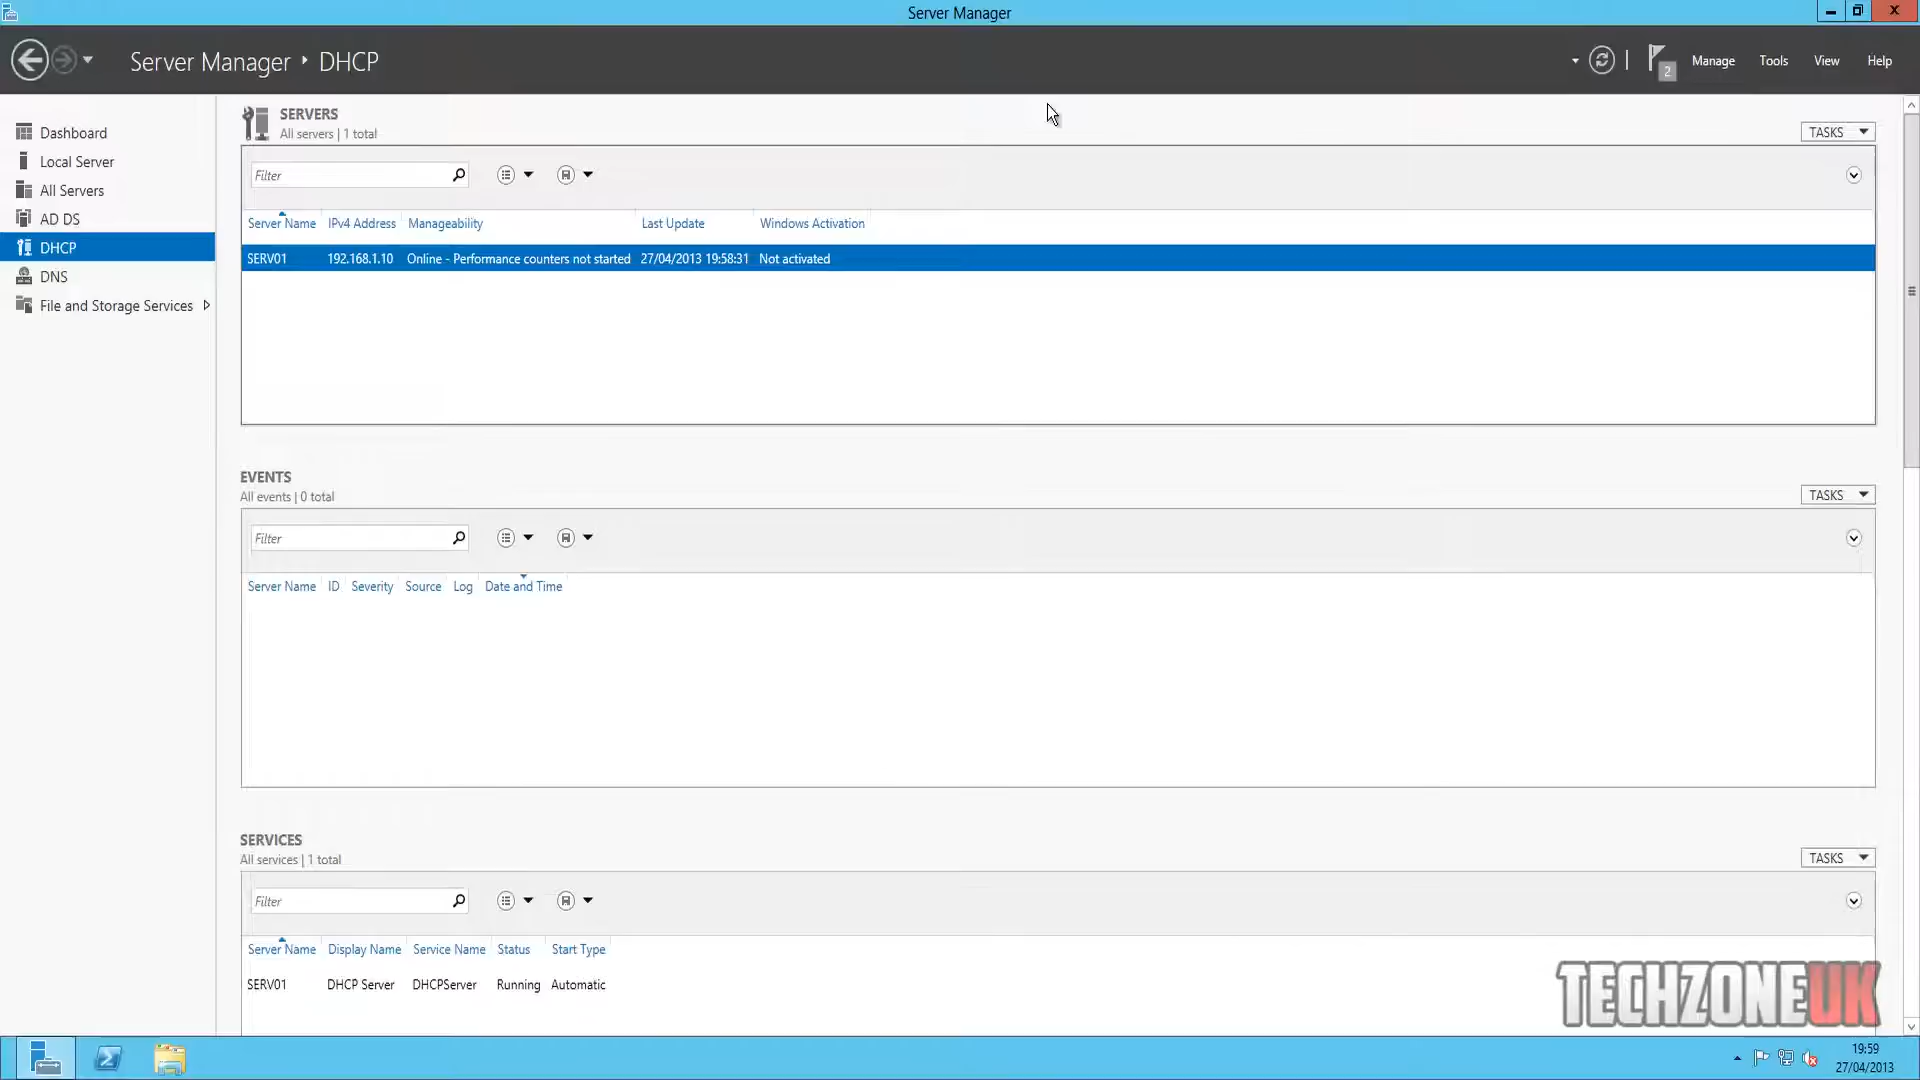 Server Manager
Server Manager DHCP
2 Manage Tools View Help
Dashboard
Local Server
All Servers
AD DS
DHCP
DNS
File and Storage Services
SERVERS
All servers | 1 total
TASKS
Filter
Server Name IPv4 Address Manageability Last Update Windows Activation
SERV01 192.168.1.10 Online - Performance counters not started 27/04/2013 19:58:31 Not activated
EVENTS
All events | 0 total
TASKS
Filter
Server Name ID Severity Source Log Date and Time
SERVICES
All services | 1 total
TASKS
Filter
Server Name Display Name Service Name Status Start Type
SERV01 DHCP Server DHCPServer Running Automatic
TECHZONEUK
19:59
27/04/2013